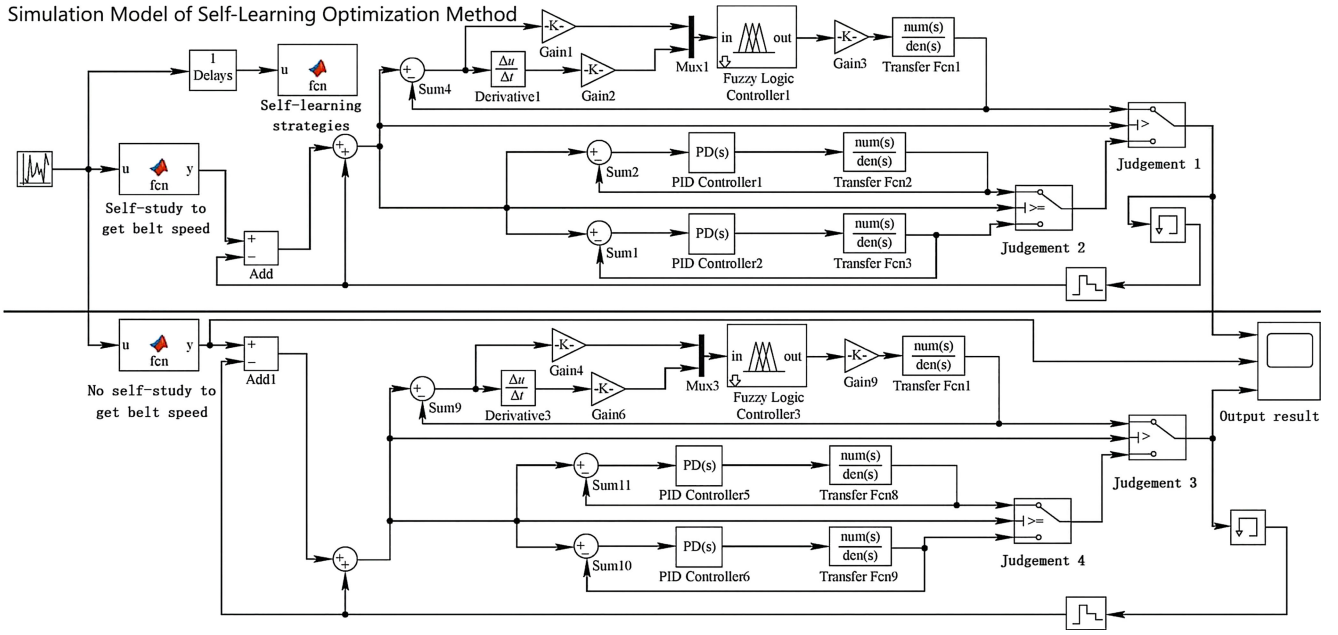 Simulation Model of Self-Learning Optimization Method
1
Delays
u
fcn
Self-learning
strategies
-K-
Gain1
+
−
Sum4
Δu
Δt
Derivative1
-K-
Gain2
Mux1
in
out
Fuzzy Logic
Controller1
-K-
Gain3
num(s)
den(s)
Transfer Fcn1
>
Judgement 1
u
y
fcn
Self-study to
get belt speed
+
+
+
−
Add
+
−
Sum2
PD(s)
PID Controller1
num(s)
den(s)
Transfer Fcn2
+
−
Sum1
PD(s)
PID Controller2
num(s)
den(s)
Transfer Fcn3
>=
Judgement 2
u
y
fcn
No self-study to
get belt speed
+
−
Add1
-K-
Gain4
+
−
Sum9
Δu
Δt
Derivative3
-K-
Gain6
Mux3
in
out
Fuzzy Logic
Controller3
-K-
Gain9
num(s)
den(s)
Transfer Fcn1
>
Judgement 3
Output result
+
−
Sum11
PD(s)
PID Controller5
num(s)
den(s)
Transfer Fcn8
+
−
Sum10
PD(s)
PID Controller6
num(s)
den(s)
Transfer Fcn9
>=
Judgement 4
+
+